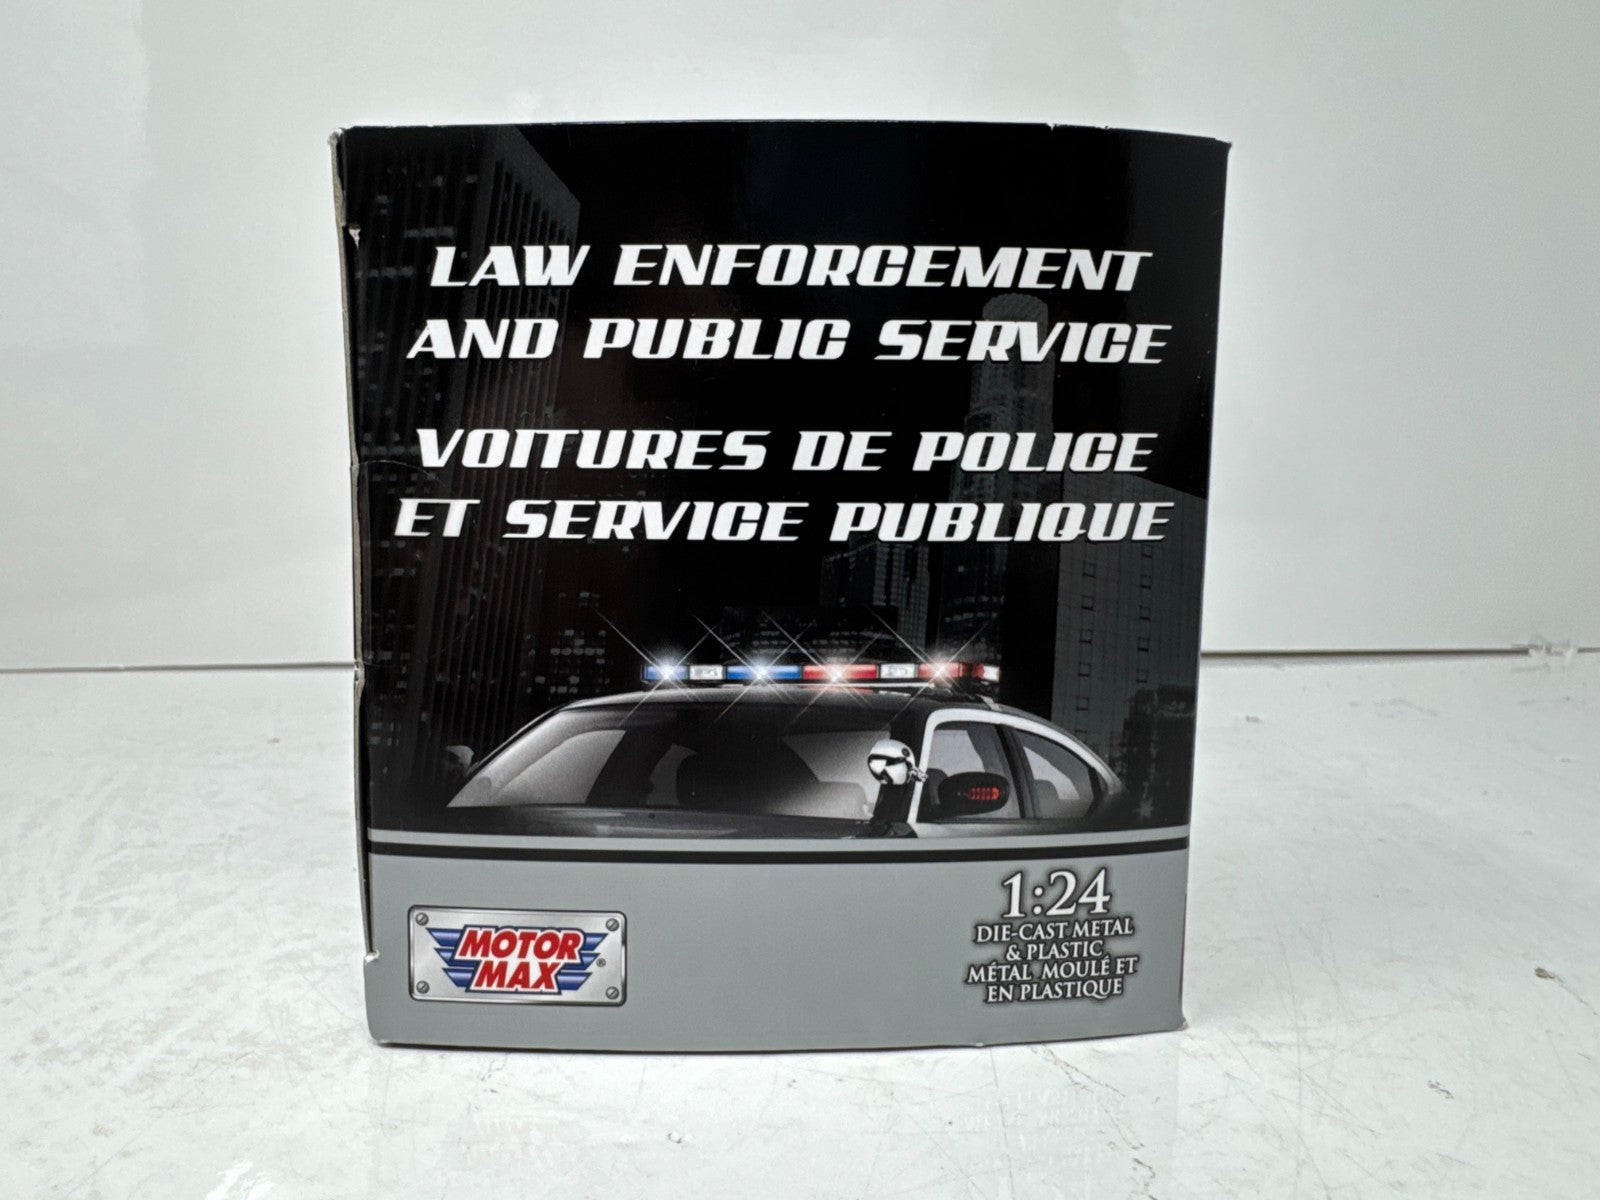 LAW ENFORCEMENT
AND PUBLIC SERVICE
VOITURES DE POLICE
ET SERVICE PUBLIQUE
MOTOR
MAX®
1:24
DIE-CAST METAL
& PLASTIC
MÉTAL MOULÉ ET
EN PLASTIQUE